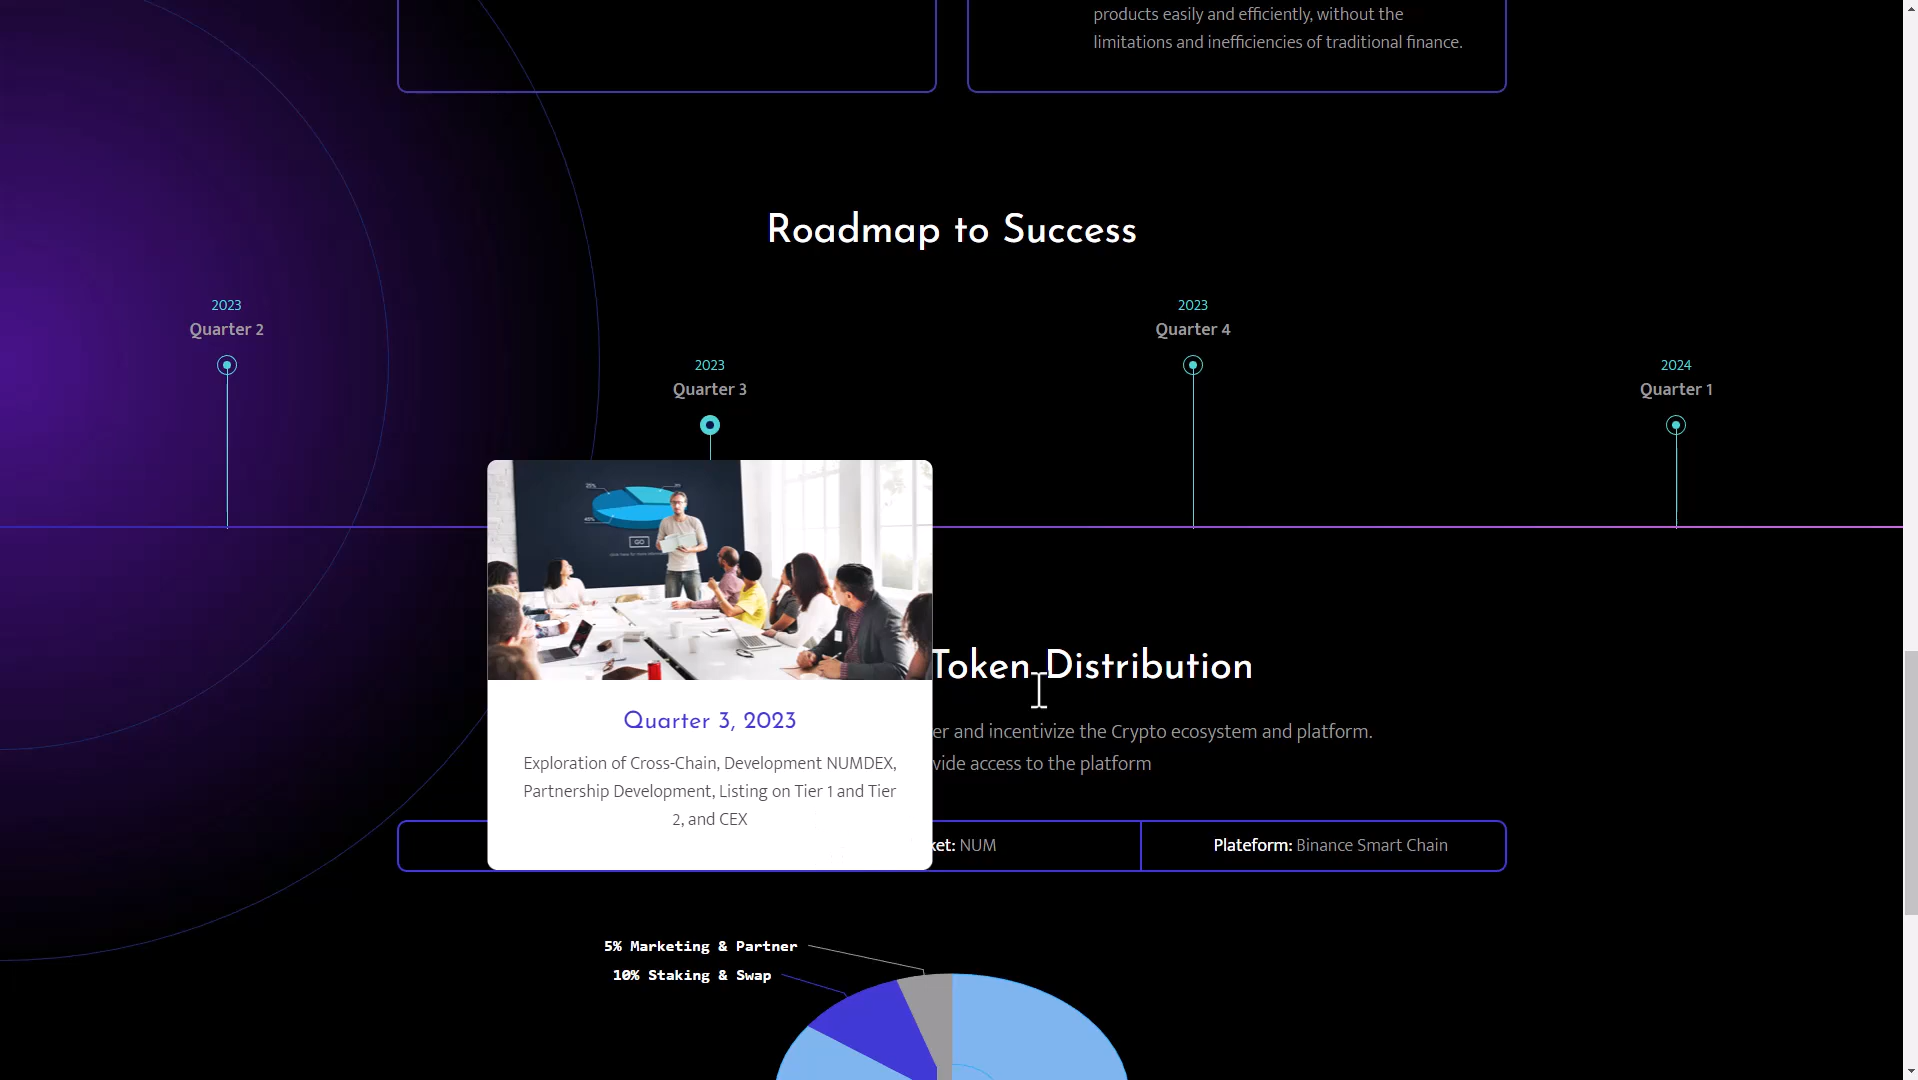 products easily and efficiently, without the
limitations and inefficiencies of traditional finance.
Roadmap to Success
2023
Quarter 2
2023
Quarter 3
2023
Quarter 4
2024
Quarter 1
GO
Quarter 3, 2023
Exploration of Cross-Chain, Development NUMDEX,
Partnership Development, Listing on Tier 1 and Tier
2, and CEX
Token Distribution
er and incentivize the Crypto ecosystem and platform.
vide access to the platform
ket: NUM
Plateform: Binance Smart Chain
5% Marketing & Partner
10% Staking & Swap